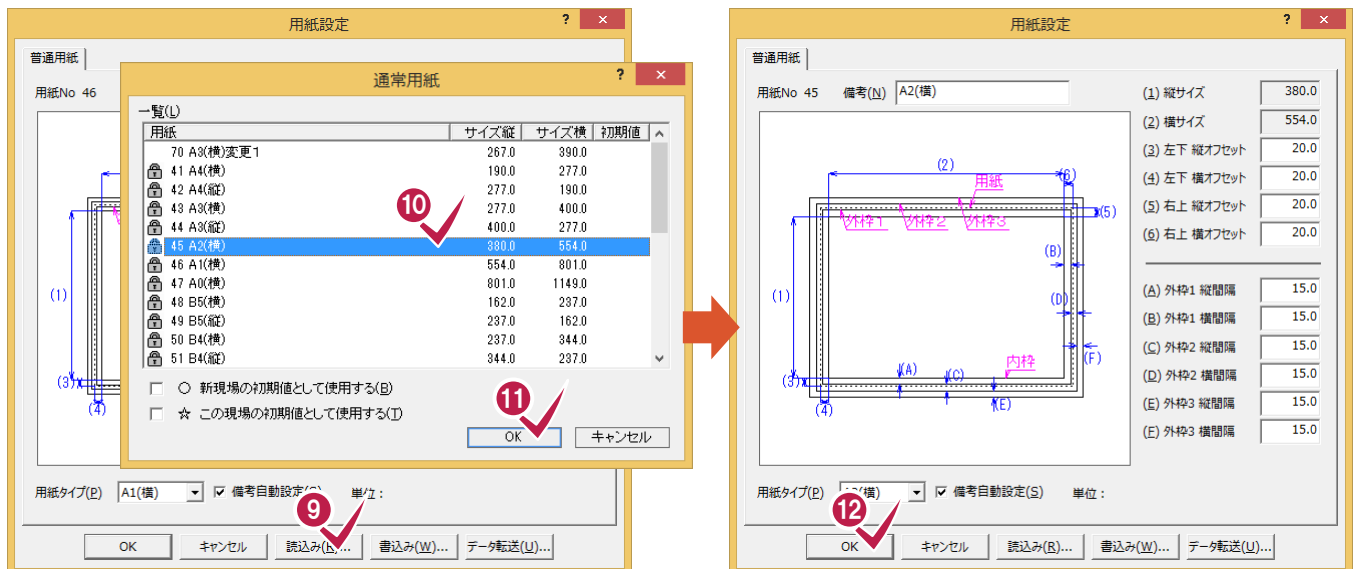 用紙設定 ? ×
普通用紙
用紙No 46
(1)
(3)
(4)
用紙タイプ(P) A1(横) 備考自動設定 単位：
9
OK キャンセル 読込み(R)... 書込み(W)... データ転送(U)...
通常用紙 ? ×
一覧(L)
用紙 サイズ縦 サイズ横 初期値
70 A3(横)変更1 267.0 390.0
41 A4(横) 190.0 277.0
42 A4(縦) 277.0 190.0
43 A3(横) 277.0 400.0
44 A3(縦) 400.0 277.0
45 A2(横) 380.0 554.0
46 A1(横) 554.0 801.0
47 A0(横) 801.0 1149.0
48 B5(横) 162.0 237.0
49 B5(縦) 237.0 162.0
50 B4(横) 237.0 344.0
51 B4(縦) 344.0 237.0
10
○ 新現場の初期値として使用する(B)
☆ この現場の初期値として使用する(T)
11
OK キャンセル
用紙設定 ? ×
普通用紙
用紙No 45 備考(N) A2(横)
(2)
(6)
用紙
(5)
外枠1 外枠2 外枠3
(B)
(1)
(D)
(F)
内枠
(A) (C)
(3)
(4)
(E)
(1) 縦サイズ 380.0
(2) 横サイズ 554.0
(3) 左下 縦オフセット 20.0
(4) 左下 横オフセット 20.0
(5) 右上 縦オフセット 20.0
(6) 右上 横オフセット 20.0
(A) 外枠1 縦間隔 15.0
(B) 外枠1 横間隔 15.0
(C) 外枠2 縦間隔 15.0
(D) 外枠2 横間隔 15.0
(E) 外枠3 縦間隔 15.0
(F) 外枠3 横間隔 15.0
用紙タイプ(P) 横) 備考自動設定(S) 単位：
12
OK キャンセル 読込み(R)... 書込み(W)... データ転送(U)...